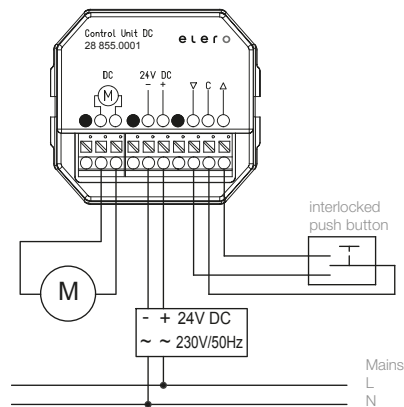 Control Unit DC
28 855.0001
elero
DC
24V DC
- +
▽ C △
M
interlocked
push button
M
- + 24V DC
~ ~ 230V/50Hz
Mains
L
N